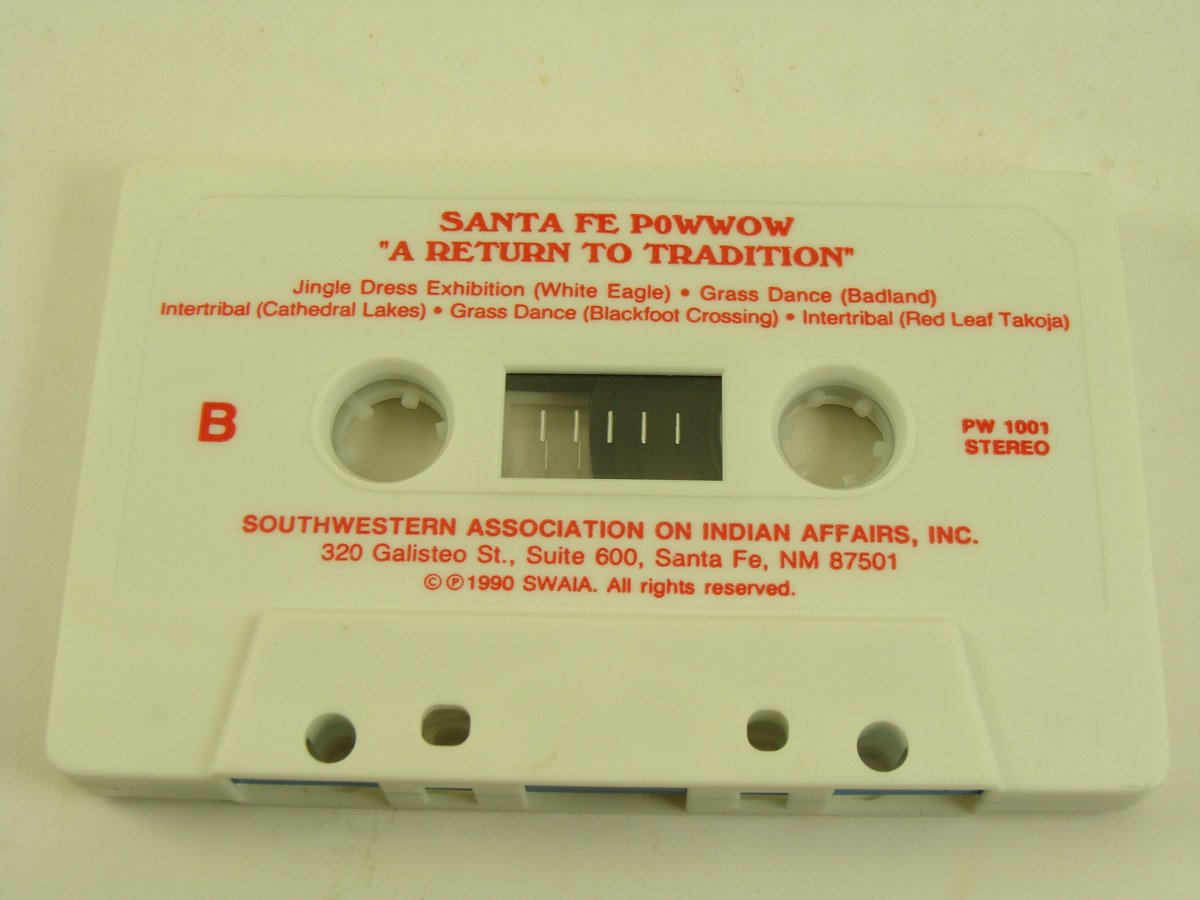 SANTA FE P0WWOW
"A RETURN TO TRADITION"
Jingle Dress Exhibition (White Eagle) • Grass Dance (Badland)
Intertribal (Cathedral Lakes) • Grass Dance (Blackfoot Crossing) • Intertribal (Red Leaf Takoja)
B
PW 1001
STEREO
SOUTHWESTERN ASSOCIATION ON INDIAN AFFAIRS, INC.
320 Galisteo St., Suite 600, Santa Fe, NM 87501
©℗1990 SWAIA. All rights reserved.